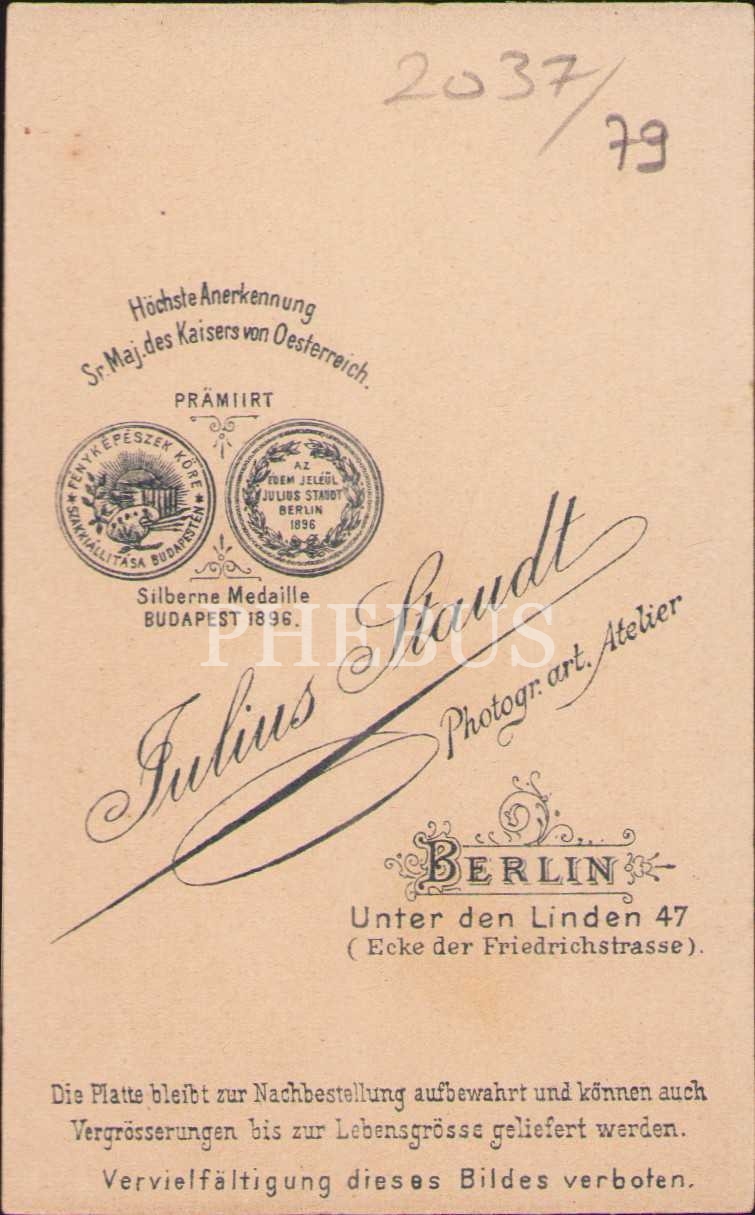 2037/
79
Höchste Anerkennung
Sr. Maj. des Kaisers von Oesterreich.
PRÄMIIRT
FÉNYKÉPÉSZEK KÖRE
SZAKKIÁLLITÁSA BUDAPESTEN
AZ
ÉRDEM JELÉÜL
JULIUS STAUDT
BERLIN
1896
Silberne Medaille
BUDAPEST 1896.
PHEBUS
Julius Staudt
Photogr. art. Atelier
BERLIN
Unter den Linden 47
(Ecke der Friedrichstrasse).
Die Platte bleibt zur Nachbestellung aufbewahrt und können auch
Vergrösserungen bis zur Lebensgrösse geliefert werden.
Vervielfältigung dieses Bildes verboten.